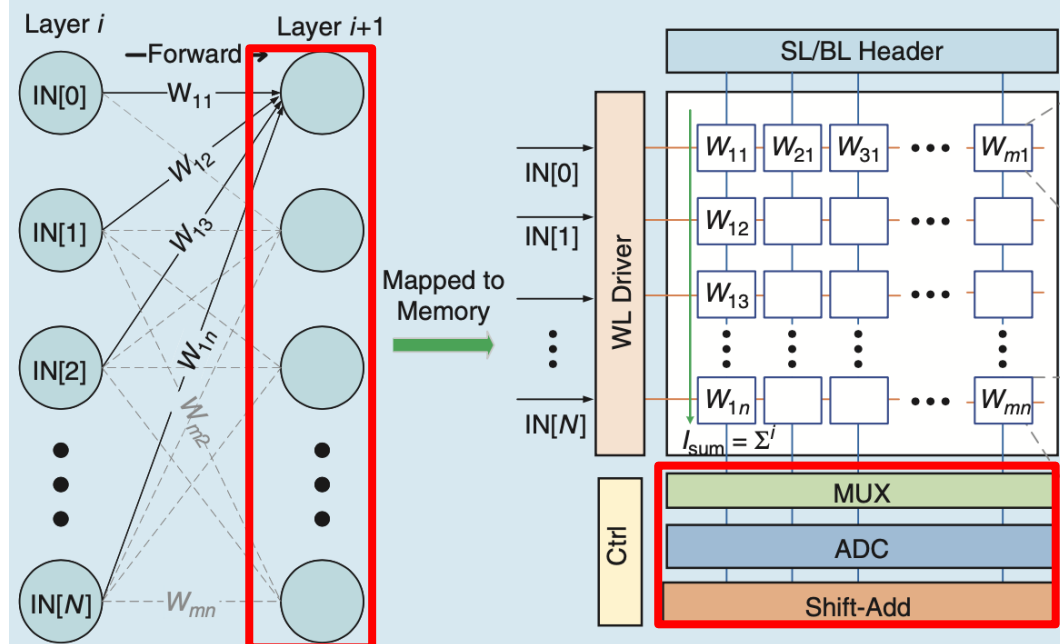 Layer i
Layer i+1
Forward
IN[0]
W11
W12
IN[1]
W13
W1n
IN[2]
Wm2
IN[N]
Wmn
Mapped to
Memory
SL/BL Header
WL Driver
IN[0]
IN[1]
IN[N]
W11 W21 W31 Wm1
W12
W13
W1n Wmn
Isum = Σi
Ctrl
MUX
ADC
Shift-Add